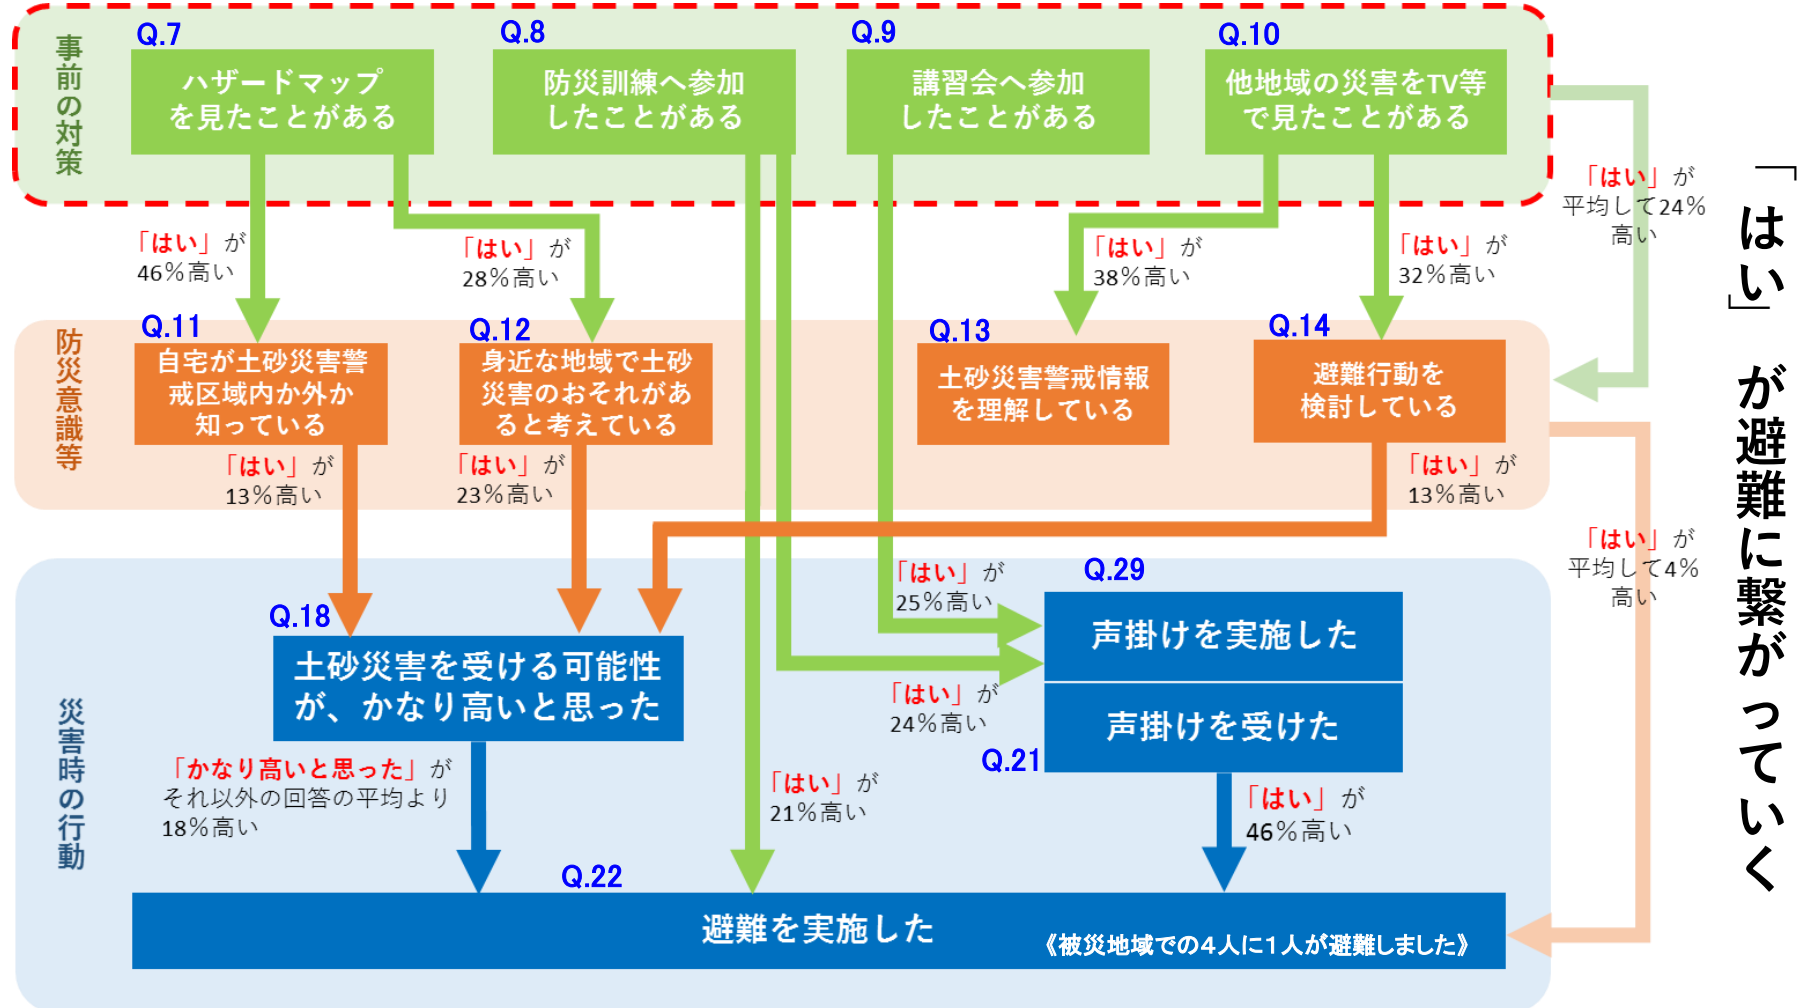 事前の対策
Q.7
ハザードマップ
を見たことがある
Q.8
防災訓練へ参加
したことがある
Q.9
講習会へ参加
したことがある
Q.10
他地域の災害をTV等
で見たことがある
「はい」が
46%高い
「はい」が
28%高い
「はい」が
38%高い
「はい」が
32%高い
「はい」が
平均して24%
高い
防災意識等
Q.11
自宅が土砂災害警
戒区域内か外か
知っている
Q.12
身近な地域で土砂
災害のおそれがあ
ると考えている
Q.13
土砂災害警戒情報
を理解している
Q.14
避難行動を
検討している
「はい」が
13%高い
「はい」が
23%高い
「はい」が
13%高い
「はい」が
平均して4%
高い
災害時の行動
Q.18
土砂災害を受ける可能性
が、かなり高いと思った
「はい」が
25%高い
「はい」が
24%高い
Q.29
声掛けを実施した
声掛けを受けた
Q.21
「かなり高いと思った」が
それ以外の回答の平均より
18%高い
「はい」が
21%高い
「はい」が
46%高い
Q.22
避難を実施した
《被災地域での４人に１人が避難しました》
「はい」が避難に繋がっていく